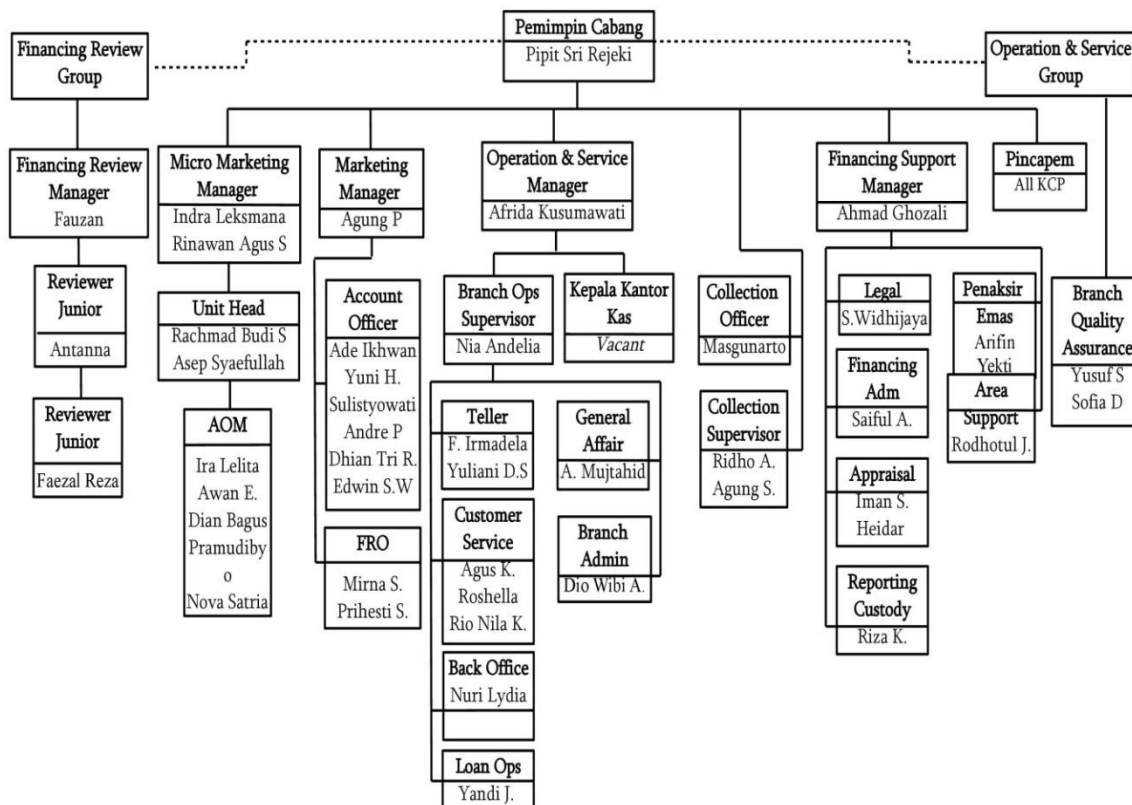 Pemimpin Cabang
Pipit Sri Rejeki
Financing Review
Group
Operation & Service
Group
Financing Review
Manager
Fauzan
Micro Marketing
Manager
Indra Leksmana
Rinawan Agus S
Marketing
Manager
Agung P
Operation & Service
Manager
Afrida Kusumawati
Financing Support
Manager
Ahmad Ghozali
Pincapem
All KCP
Reviewer
Junior
Antanna
Reviewer
Junior
Faezal Reza
Unit Head
Rachmad Budi S
Asep Syaefullah
AOM
Ira Lelita
Awan E.
Dian Bagus
Pramudiby
o
Nova Satria
Account
Officer
Ade Ikhwan
Yuni H.
Sulistyowati
Andre P
Dhian Tri R.
Edwin S.W
FRO
Mirna S.
Prihesti S.
Branch Ops
Supervisor
Nia Andelia
Kepala Kantor
Kas
Vacant
Teller
F. Irmadela
Yuliani D.S
Customer
Service
Agus K.
Roshella
Rio Nila K.
Back Office
Nuri Lydia
Loan Ops
Yandi J.
General
Affair
A. Mujtahid
Branch
Admin
Dio Wibi A.
Collection
Officer
Masgunarto
Collection
Supervisor
Ridho A.
Agung S.
Legal
S.Widhijaya
Financing
Adm
Saiful A.
Appraisal
Iman S.
Heidar
Reporting
Custody
Riza K.
Penaksir
Emas
Arifin
Yekti
Area
Support
Rodhotul J.
Branch
Quality
Assurance
Yusuf S
Sofia D